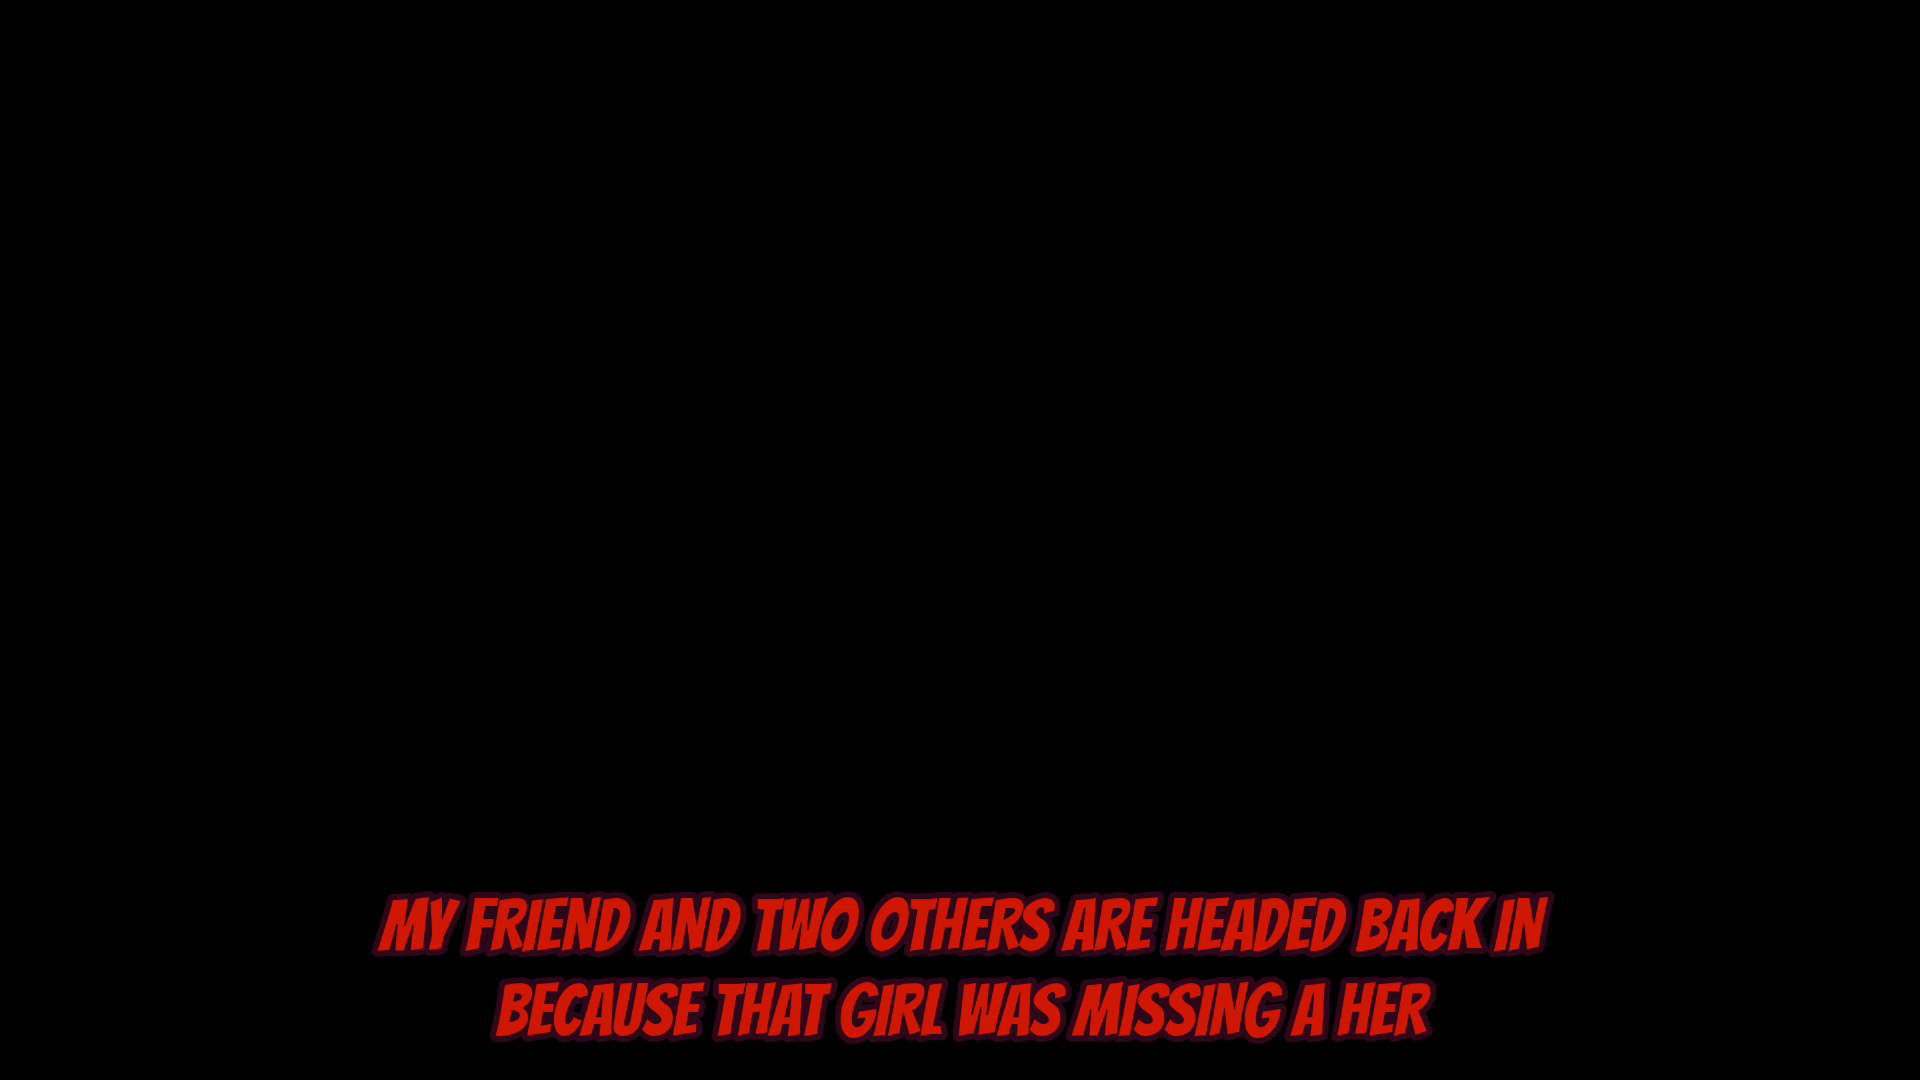 MY FRIEND AND TWO OTHERS ARE HEADED BACK IN
BECAUSE THAT GIRL WAS MISSING A HER